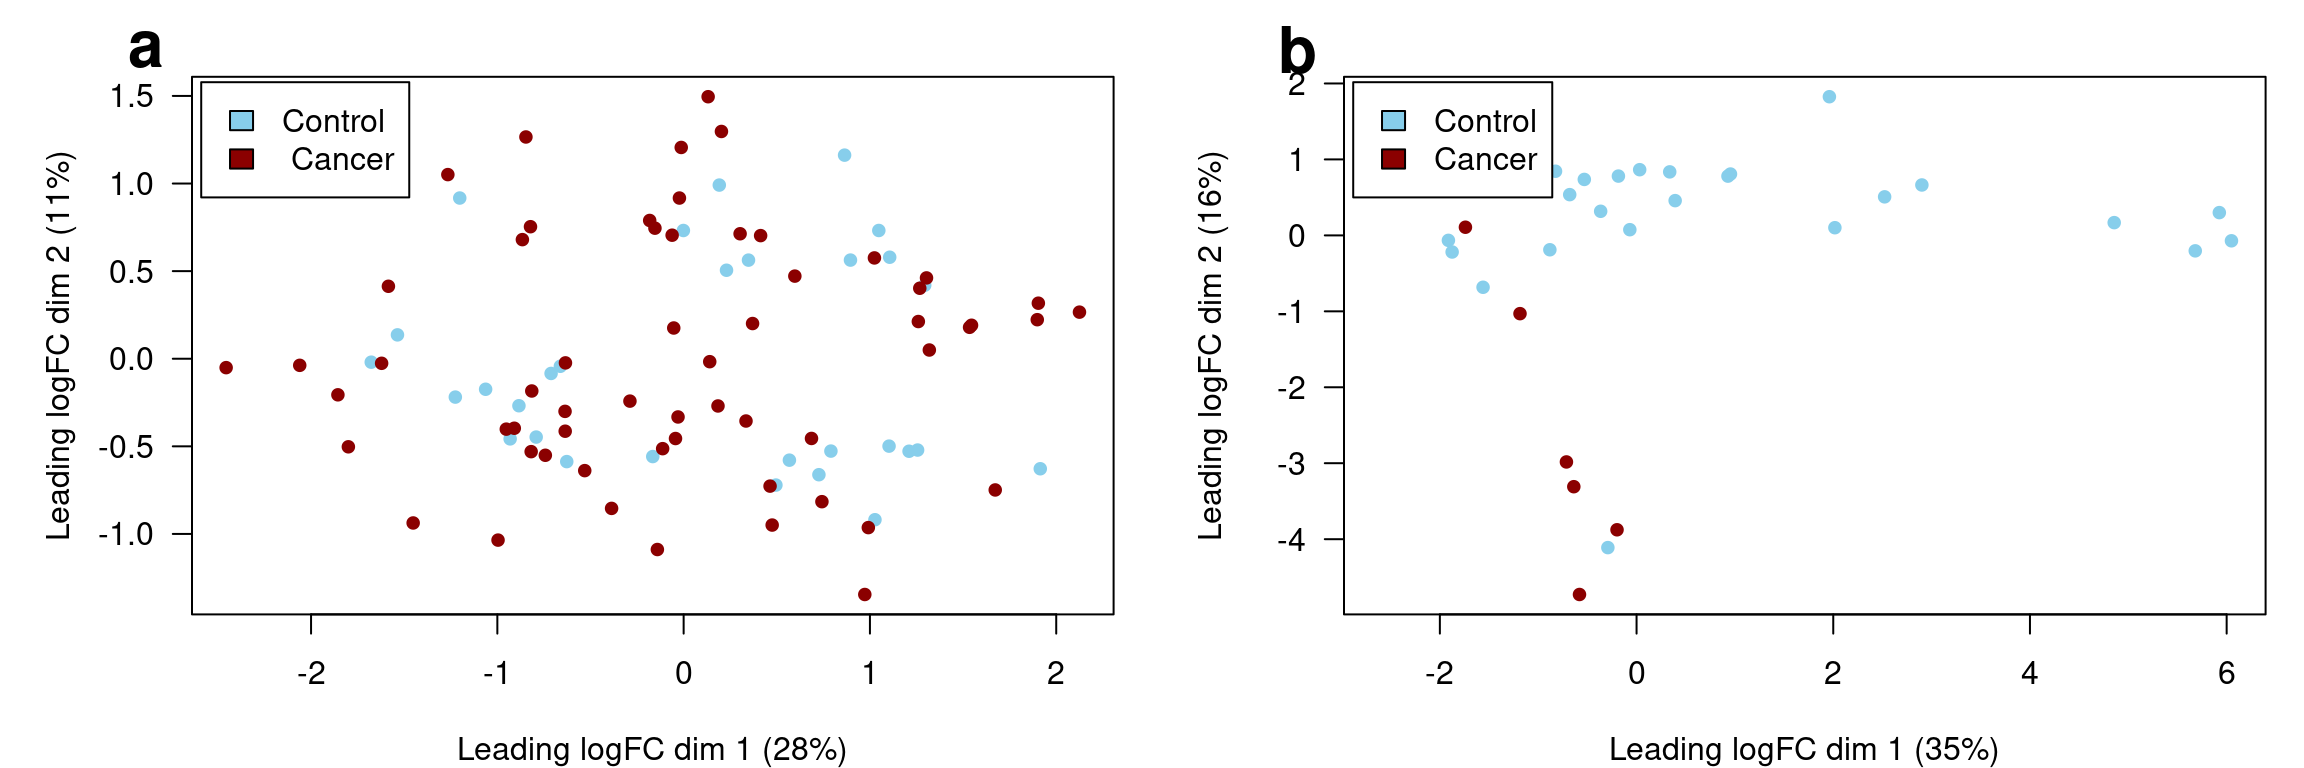 a
Control
Cancer
1.5
1.0
0.5
0.0
-0.5
-1.0
Leading logFC dim 2 (11%)
-2 -1 0 1 2
Leading logFC dim 1 (28%)
b
Control
Cancer
2
1
0
-1
-2
-3
-4
Leading logFC dim 2 (16%)
-2 0 2 4 6
Leading logFC dim 1 (35%)